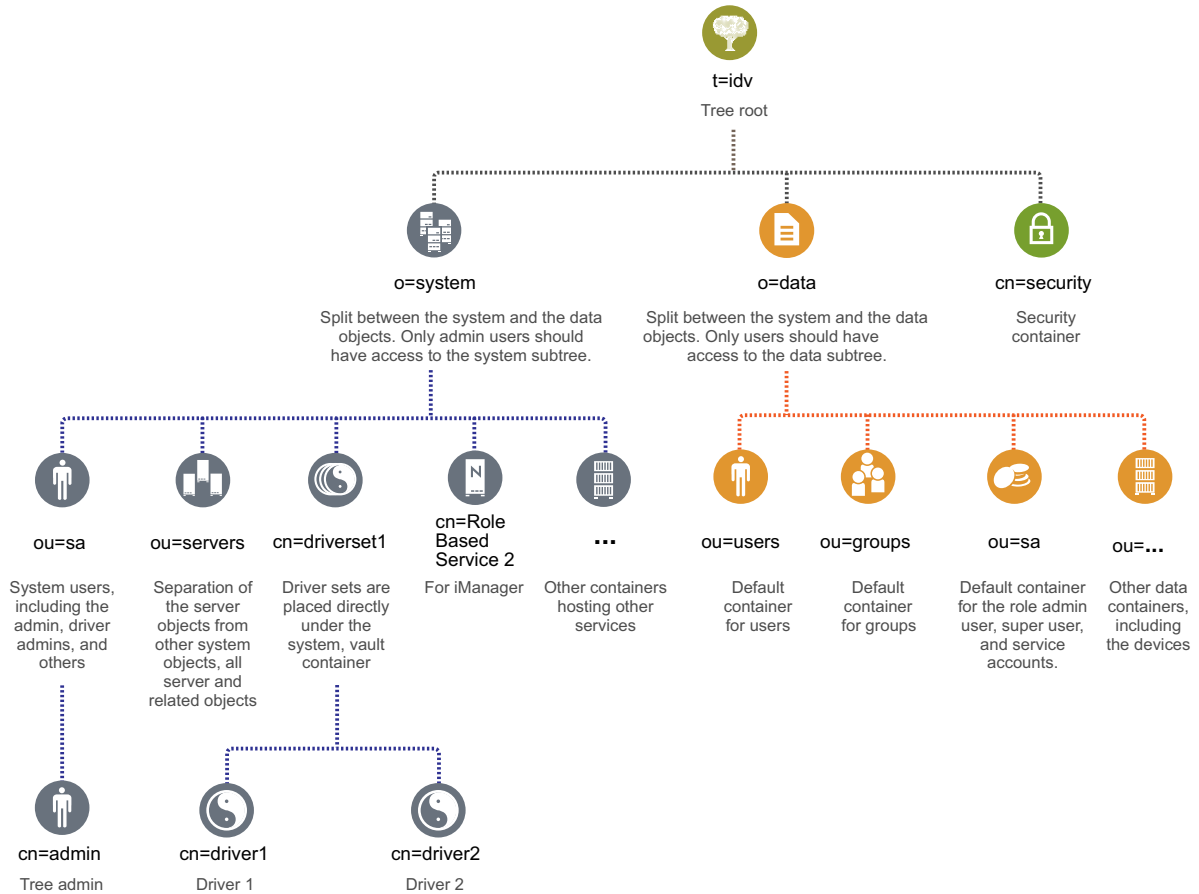 t=idv
Tree root
o=system
Split between the system and the data
objects. Only admin users should
have access to the system subtree.
o=data
Split between the system and the data
objects. Only users should have
access to the data subtree.
cn=security
Security
container
ou=sa
System users,
including the
admin, driver
admins, and
others
ou=servers
Separation of
the server
objects from
other system
objects, all
server and
related objects
cn=driverset1
Driver sets are
placed directly
under the
system, vault
container
N
cn=Role
Based
Service 2
For iManager
...
Other containers
hosting other
services
ou=users
Default
container
for users
ou=groups
Default
container
for groups
ou=sa
Default container
for the role admin
user, super user,
and service
accounts.
ou=...
Other data
containers,
including
the devices
cn=admin
Tree admin
cn=driver1
Driver 1
cn=driver2
Driver 2